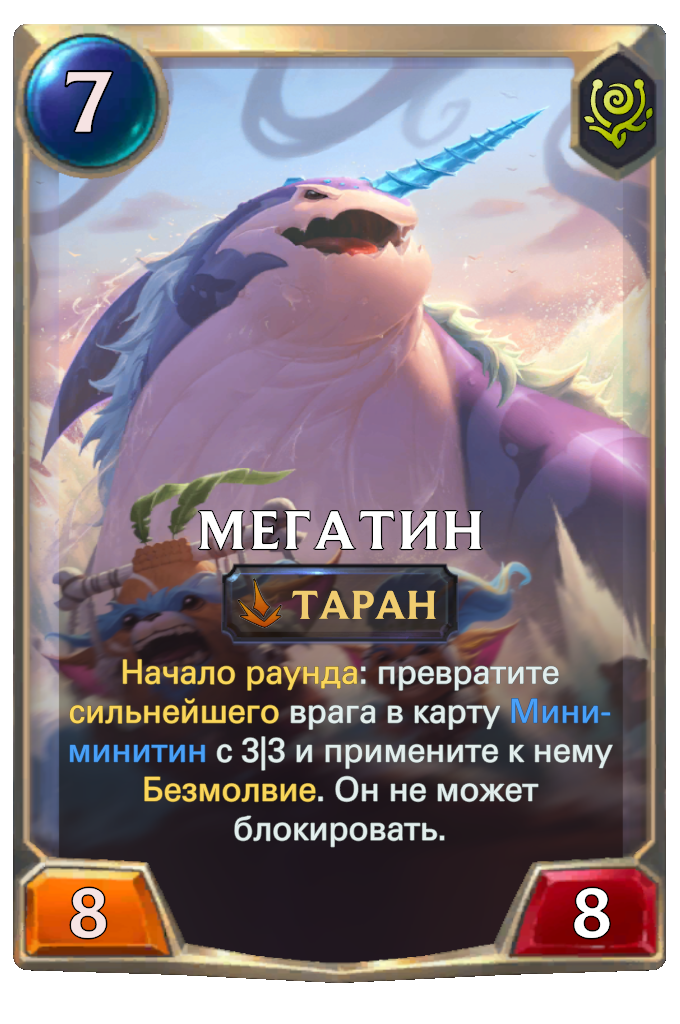 7
МЕГАТИН
ТАРАН
Начало раунда: превратите
сильнейшего врага в карту Мини-
минитин с 3|3 и примените к нему
Безмолвие. Он не может
блокировать.
8
8